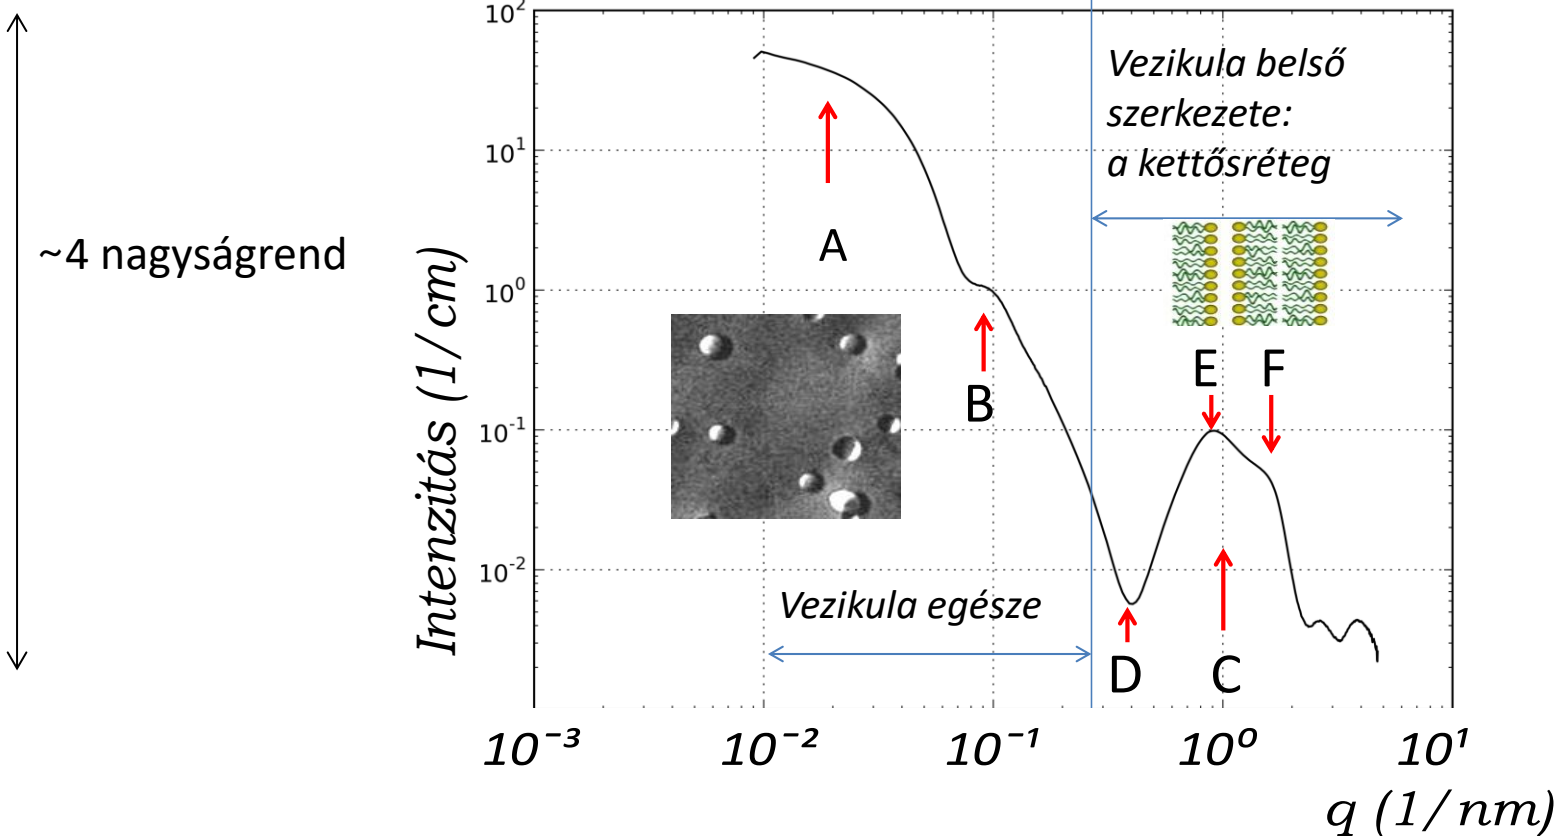 ~4 nagyságrend
Intenzitás (1/cm)
10²
10¹
10⁰
10⁻¹
10⁻²
Vezikula belső
szerkezete:
a kettősréteg
A
B
E F
Vezikula egésze
D C
10⁻³ 10⁻² 10⁻¹ 10⁰ 10¹
q (1/nm)